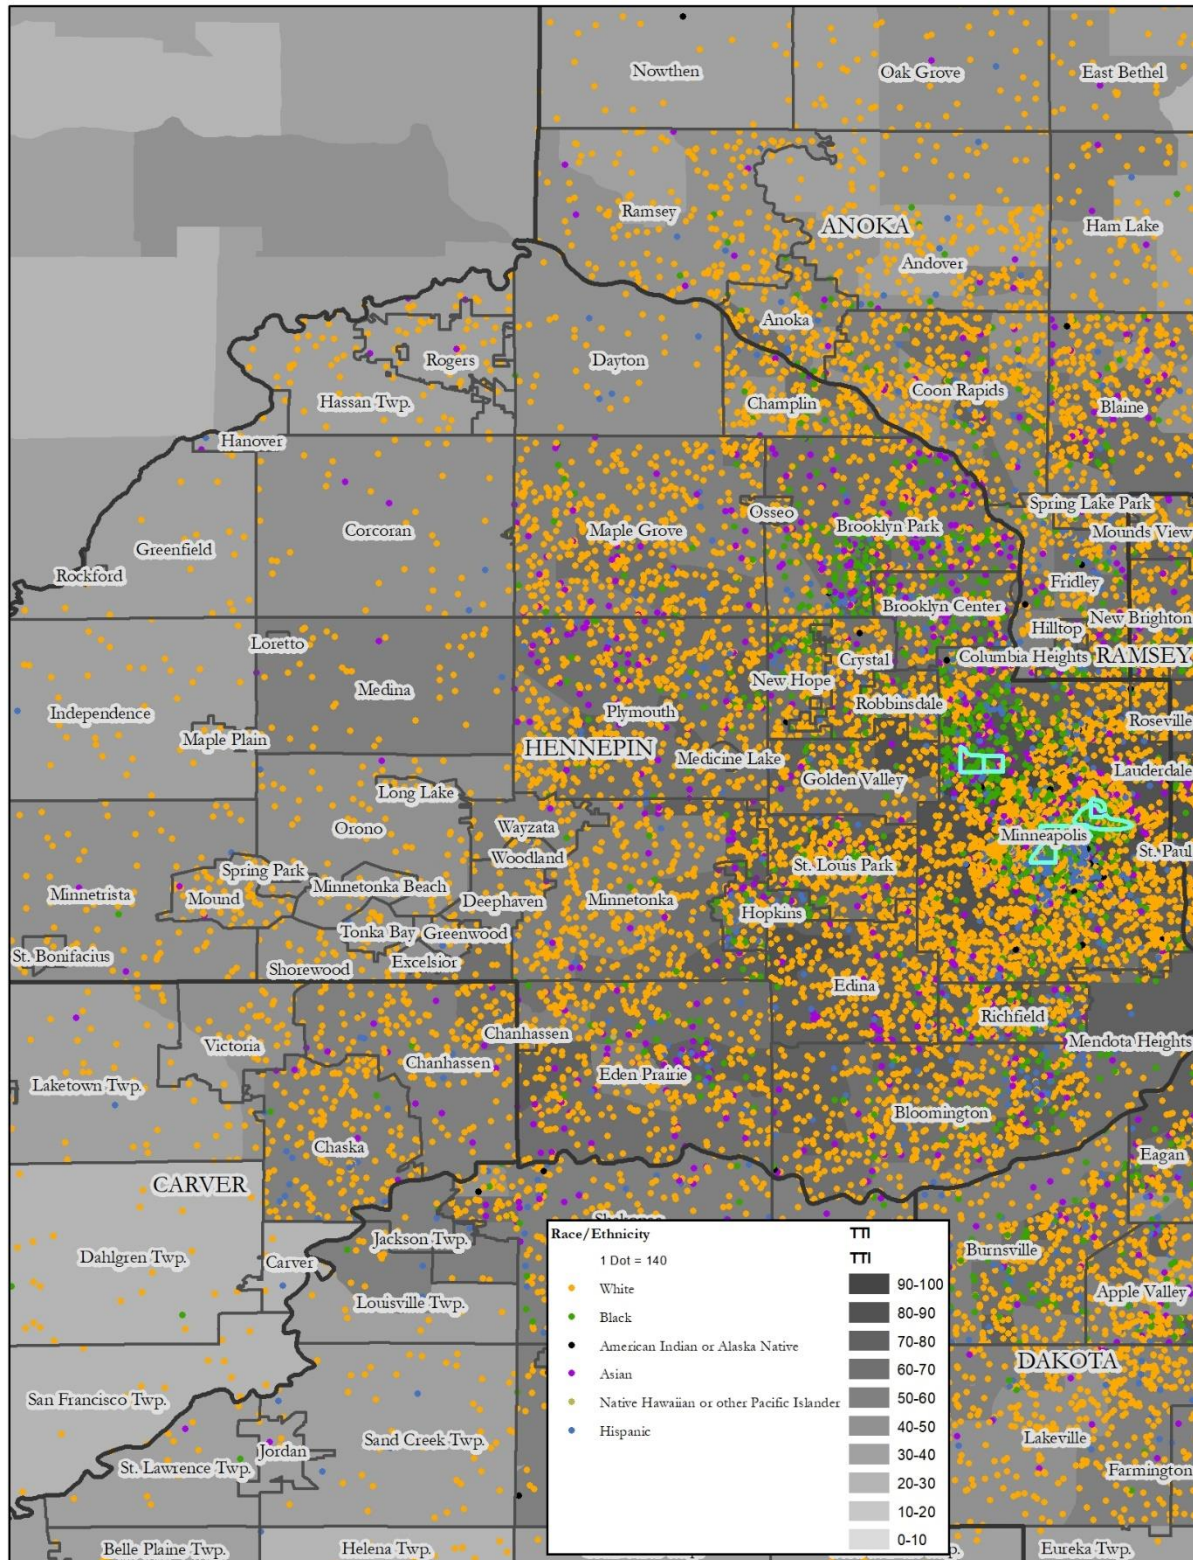 Nowthen
Oak Grove
East Bethel
Ramsey
ANOKA
Ham Lake
Andover
Anoka
Rogers
Dayton
Coon Rapids
Hassan Twp.
Champlin
Blaine
Hanover
Spring Lake Park
Osseo
Maple Grove
Brooklyn Park
Mounds View
Corcoran
Greenfield
Rockford
Fridley
Brooklyn Center
New Brighton
Hilltop
Loretto
Crystal
Columbia Heights
RAMSEY
New Hope
Medina
Robbinsdale
Independence
Plymouth
Roseville
Maple Plain
HENNEPIN
Medicine Lake
Golden Valley
Lauderdale
Long Lake
Orono
Wayzata
Minneapolis
Woodland
St. Paul
Spring Park
St. Louis Park
Minnetonka Beach
Minnetrista
Mound
Deephaven
Minnetonka
Hopkins
Tonka Bay
Greenwood
St. Bonifacius
Excelsior
Shorewood
Edina
Richfield
Chanhassen
Victoria
Mendota Heights
Chanhassen
Eden Prairie
Laketown Twp.
Bloomington
Chaska
Eagan
CARVER
Jackson Twp.
Burnsville
Dahlgren Twp.
Carver
Louisville Twp.
Apple Valley
DAKOTA
San Francisco Twp.
Sand Creek Twp.
Lakeville
Jordan
St. Lawrence Twp.
Farmington
Belle Plaine Twp.
Helena Twp.
Eureka Twp.
Race/Ethnicity
1 Dot = 140
White
Black
American Indian or Alaska Native
Asian
Native Hawaiian or other Pacific Islander
Hispanic
TTI
TTI
90-100
80-90
70-80
60-70
50-60
40-50
30-40
20-30
10-20
0-10